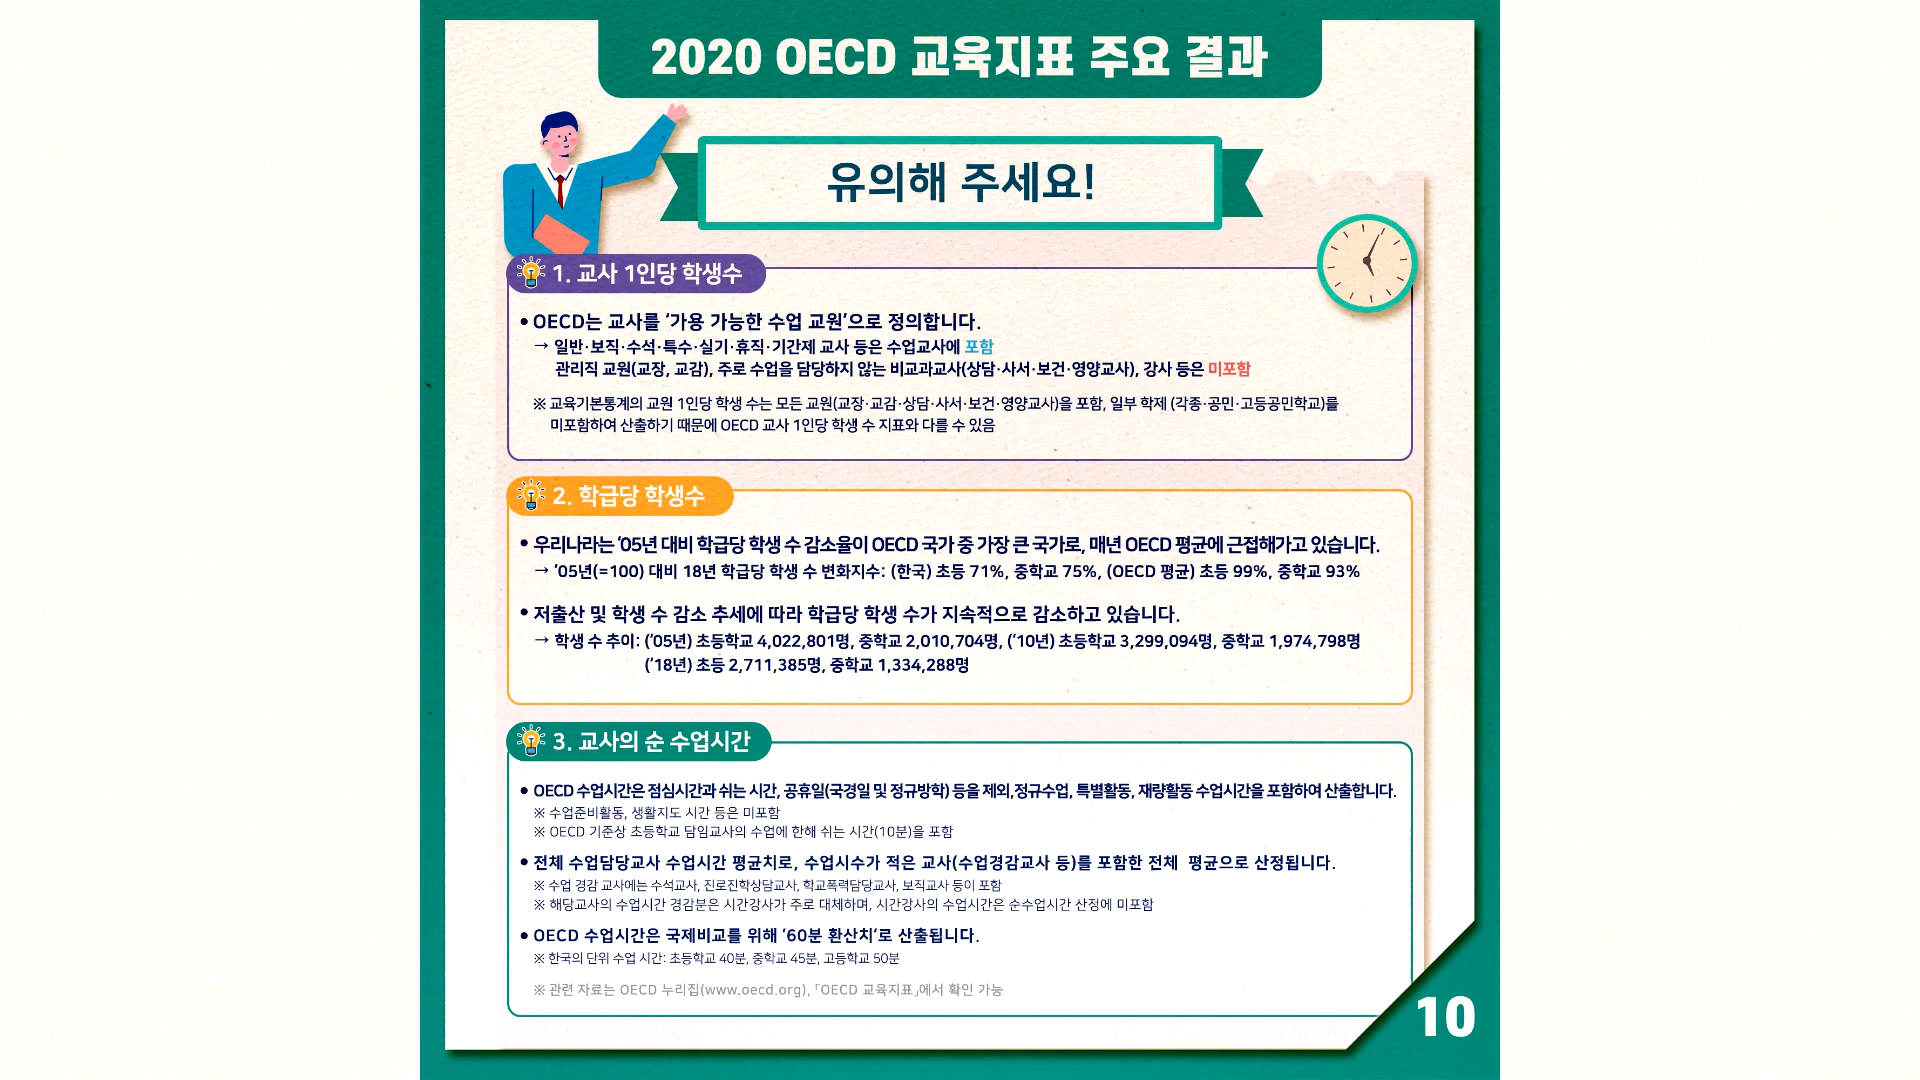 2020 OECD 교육지표 주요 결과
유의해 주세요!
1. 교사 1인당 학생수
• OECD는 교사를 ‘가용 가능한 수업 교원’으로 정의합니다.
→ 일반·보직·수석·특수·실기·휴직·기간제 교사 등은 수업교사에 포함
관리직 교원(교장, 교감), 주로 수업을 담당하지 않는 비교과교사(상담·사서·보건·영양교사), 강사 등은 미포함
※ 교육기본통계의 교원 1인당 학생 수는 모든 교원(교장·교감·상담·사서·보건·영양교사)을 포함, 일부 학제 (각종·공민·고등공민학교)를
미포함하여 산출하기 때문에 OECD 교사 1인당 학생 수 지표와 다를 수 있음
2. 학급당 학생수
• 우리나라는 ‘05년 대비 학급당 학생 수 감소율이 OECD 국가 중 가장 큰 국가로, 매년 OECD 평균에 근접해가고 있습니다.
→ ’05년(=100) 대비 18년 학급당 학생 수 변화지수: (한국) 초등 71%, 중학교 75%, (OECD 평균) 초등 99%, 중학교 93%
• 저출산 및 학생 수 감소 추세에 따라 학급당 학생 수가 지속적으로 감소하고 있습니다.
→ 학생 수 추이: (‘05년) 초등학교 4,022,801명, 중학교 2,010,704명, (‘10년) 초등학교 3,299,094명, 중학교 1,974,798명
(‘18년) 초등 2,711,385명, 중학교 1,334,288명
3. 교사의 순 수업시간
• OECD 수업시간은 점심시간과 쉬는 시간, 공휴일(국경일 및 정규방학) 등을 제외,정규수업, 특별활동, 재량활동 수업시간을 포함하여 산출합니다.
※ 수업준비활동, 생활지도 시간 등은 미포함
※ OECD 기준상 초등학교 담임교사의 수업에 한해 쉬는 시간(10분)을 포함
• 전체 수업담당교사 수업시간 평균치로, 수업시수가 적은 교사(수업경감교사 등)를 포함한 전체 평균으로 산정됩니다.
※ 수업 경감 교사에는 수석교사, 진로진학상담교사, 학교폭력담당교사, 보직교사 등이 포함
※ 해당교사의 수업시간 경감분은 시간강사가 주로 대체하며, 시간강사의 수업시간은 순수업시간 산정에 미포함
• OECD 수업시간은 국제비교를 위해 ‘60분 환산치‘로 산출됩니다.
※ 한국의 단위 수업 시간: 초등학교 40분, 중학교 45분, 고등학교 50분
※ 관련 자료는 OECD 누리집(www.oecd.org), 「OECD 교육지표」에서 확인 가능
10